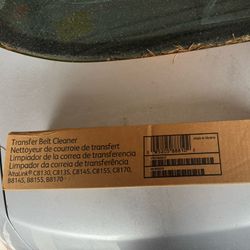 Transfer Belt Cleaner
Nettoyeur de courroie de transfert
Limpiador de la correa de transferencia
Limpador da correia de transferência
AltaLink® C8130, C8135, C8145, C8155, C8170,
B8145, B8155, B8170